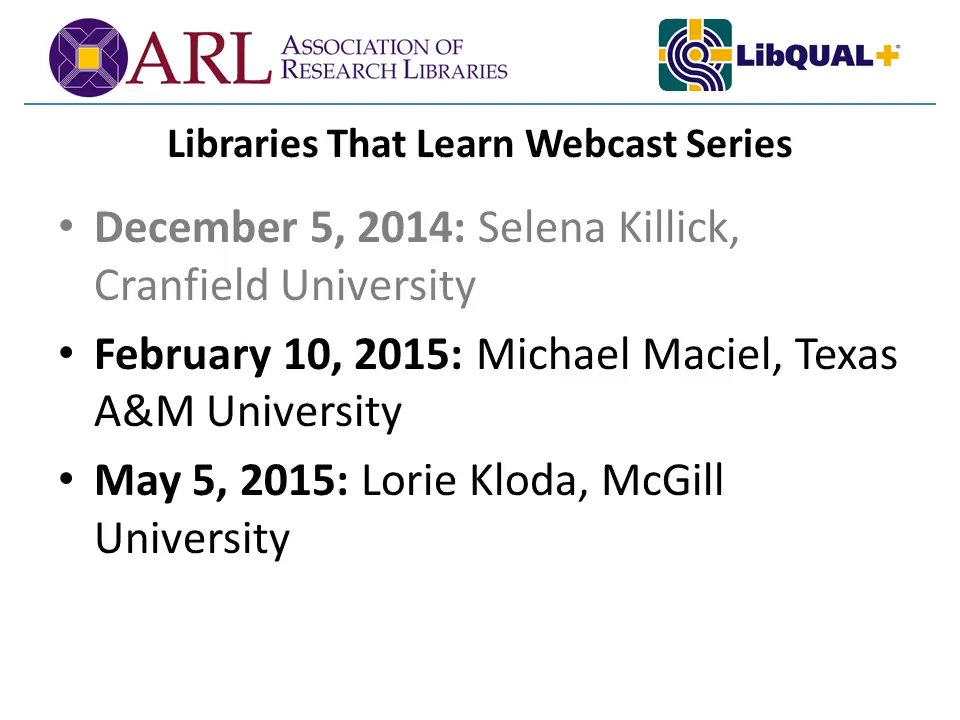 ARL ASSOCIATION OF
RESEARCH LIBRARIES
LibQUAL+®
Libraries That Learn Webcast Series
• December 5, 2014: Selena Killick,
Cranfield University
• February 10, 2015: Michael Maciel, Texas
A&M University
• May 5, 2015: Lorie Kloda, McGill
University